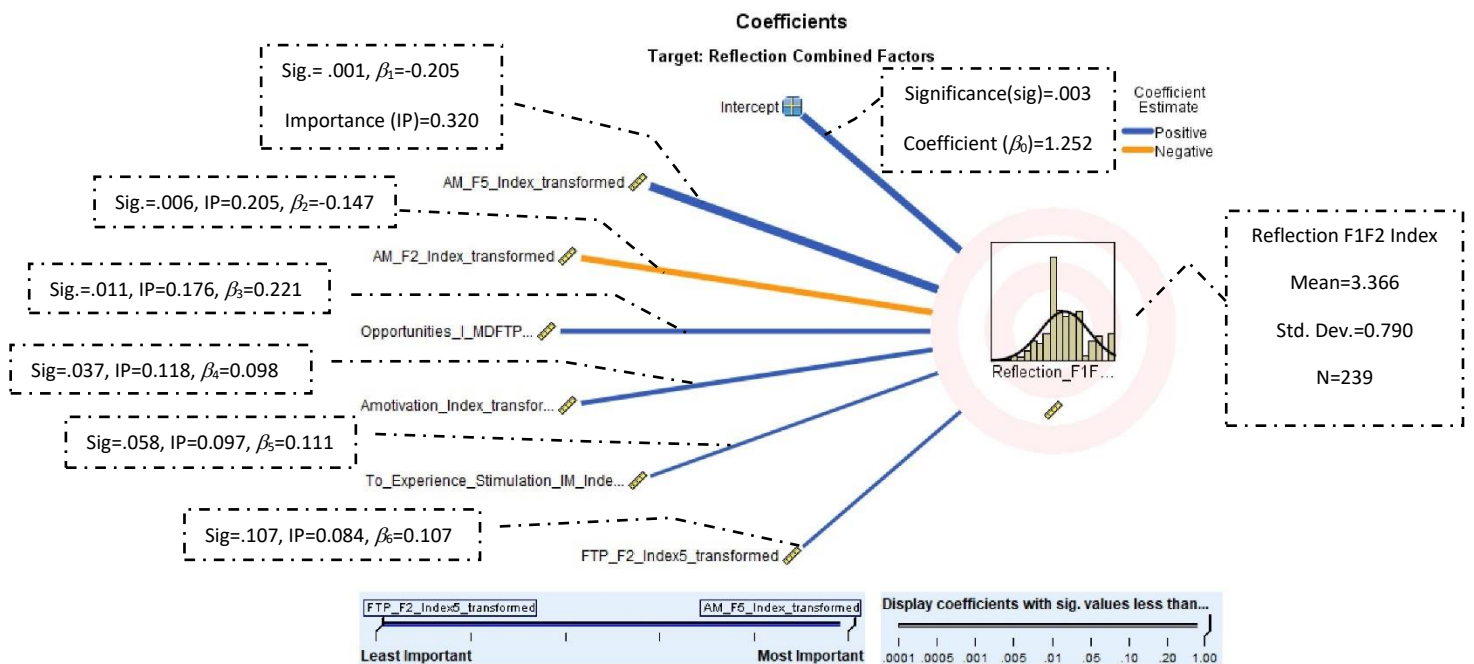 Coefficients
Target: Reflection Combined Factors
Sig.= .001, β1=-0.205
Importance (IP)=0.320
Intercept
Significance(sig)=.003
Coefficient (β0)=1.252
Coefficient
Estimate
Positive
Negative
AM_F5_Index_transformed
Sig.=.006, IP=0.205, β2=-0.147
AM_F2_Index_transformed
Sig.=.011, IP=0.176, β3=0.221
Opportunities_I_MDFTP...
Sig=.037, IP=0.118, β4=0.098
Amotivation_Index_transfor...
Sig=.058, IP=0.097, β5=0.111
To_Experience_Stimulation_IM_Inde...
Sig=.107, IP=0.084, β6=0.107
FTP_F2_Index5_transformed
Reflection_F1F...
Reflection F1F2 Index
Mean=3.366
Std. Dev.=0.790
N=239
FTP_F2_Index5_transformed
AM_F5_Index_transformed
Least Important
Most Important
Display coefficients with sig. values less than...
.0001 .0005 .001 .005 .01 .05 .10 .20 1.00